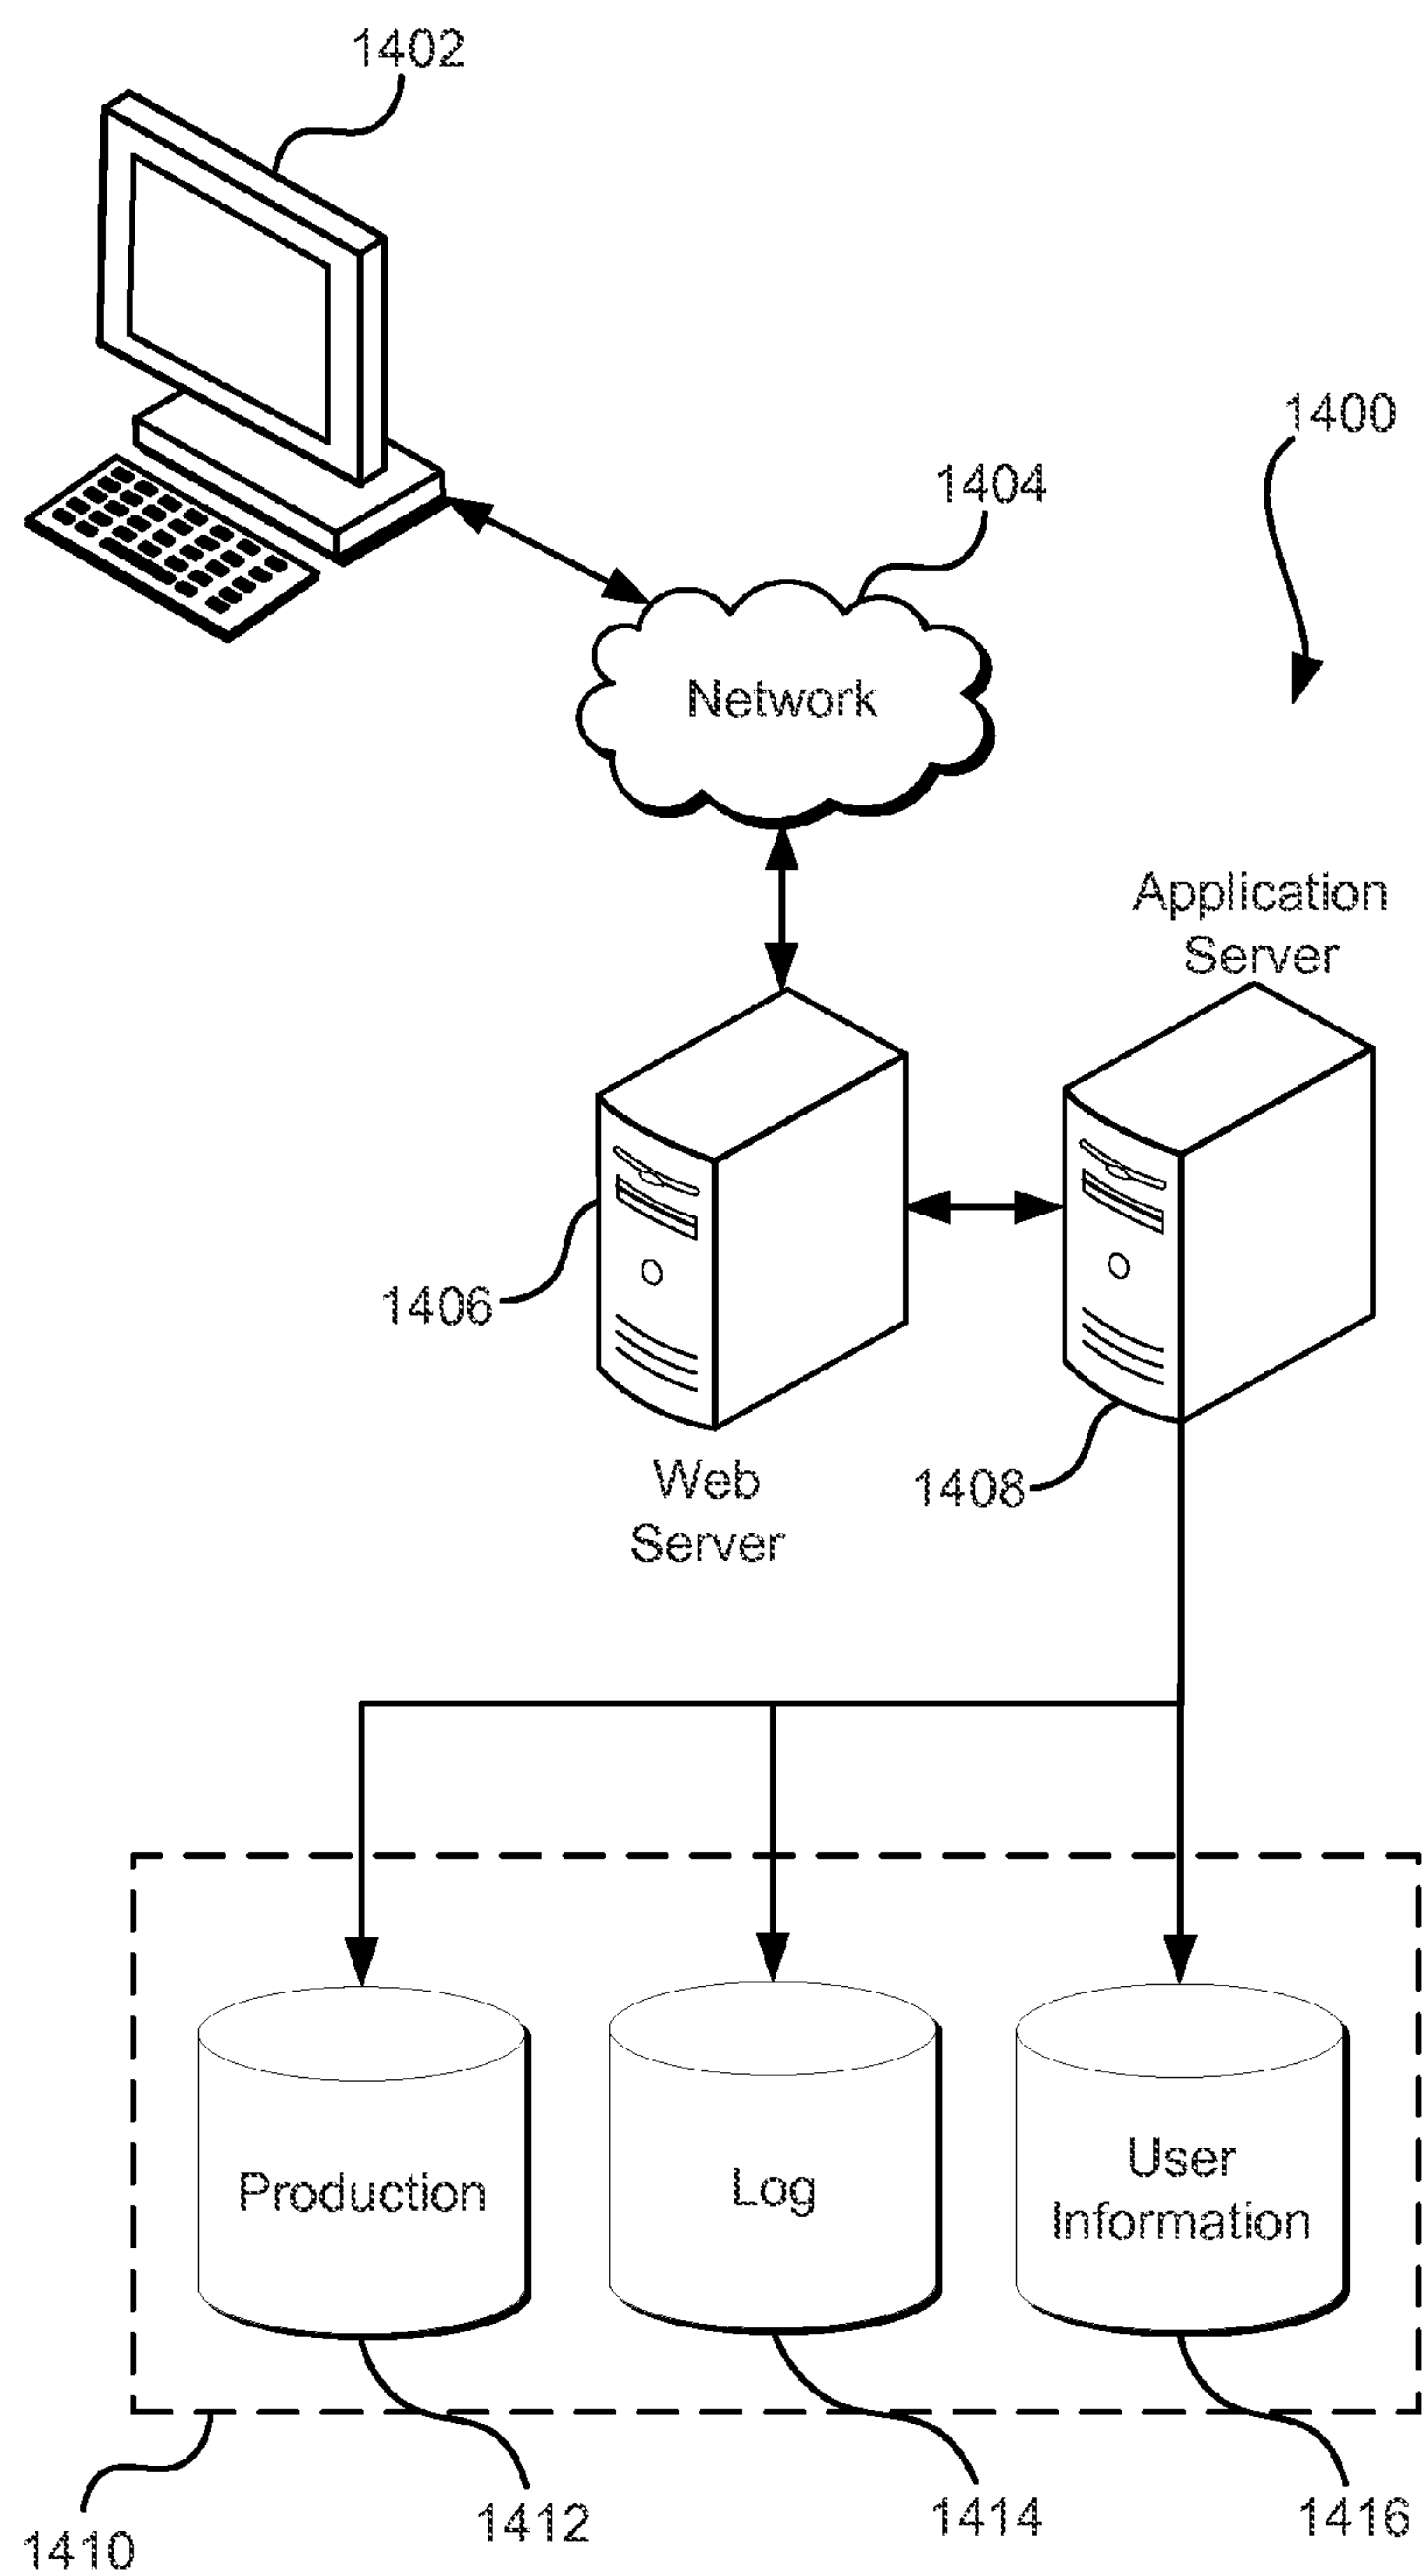 1402
1400
1404
Network
Application
Server
1406
Web
Server
1408
Production
Log
User
Information
1410
1412
1414
1416